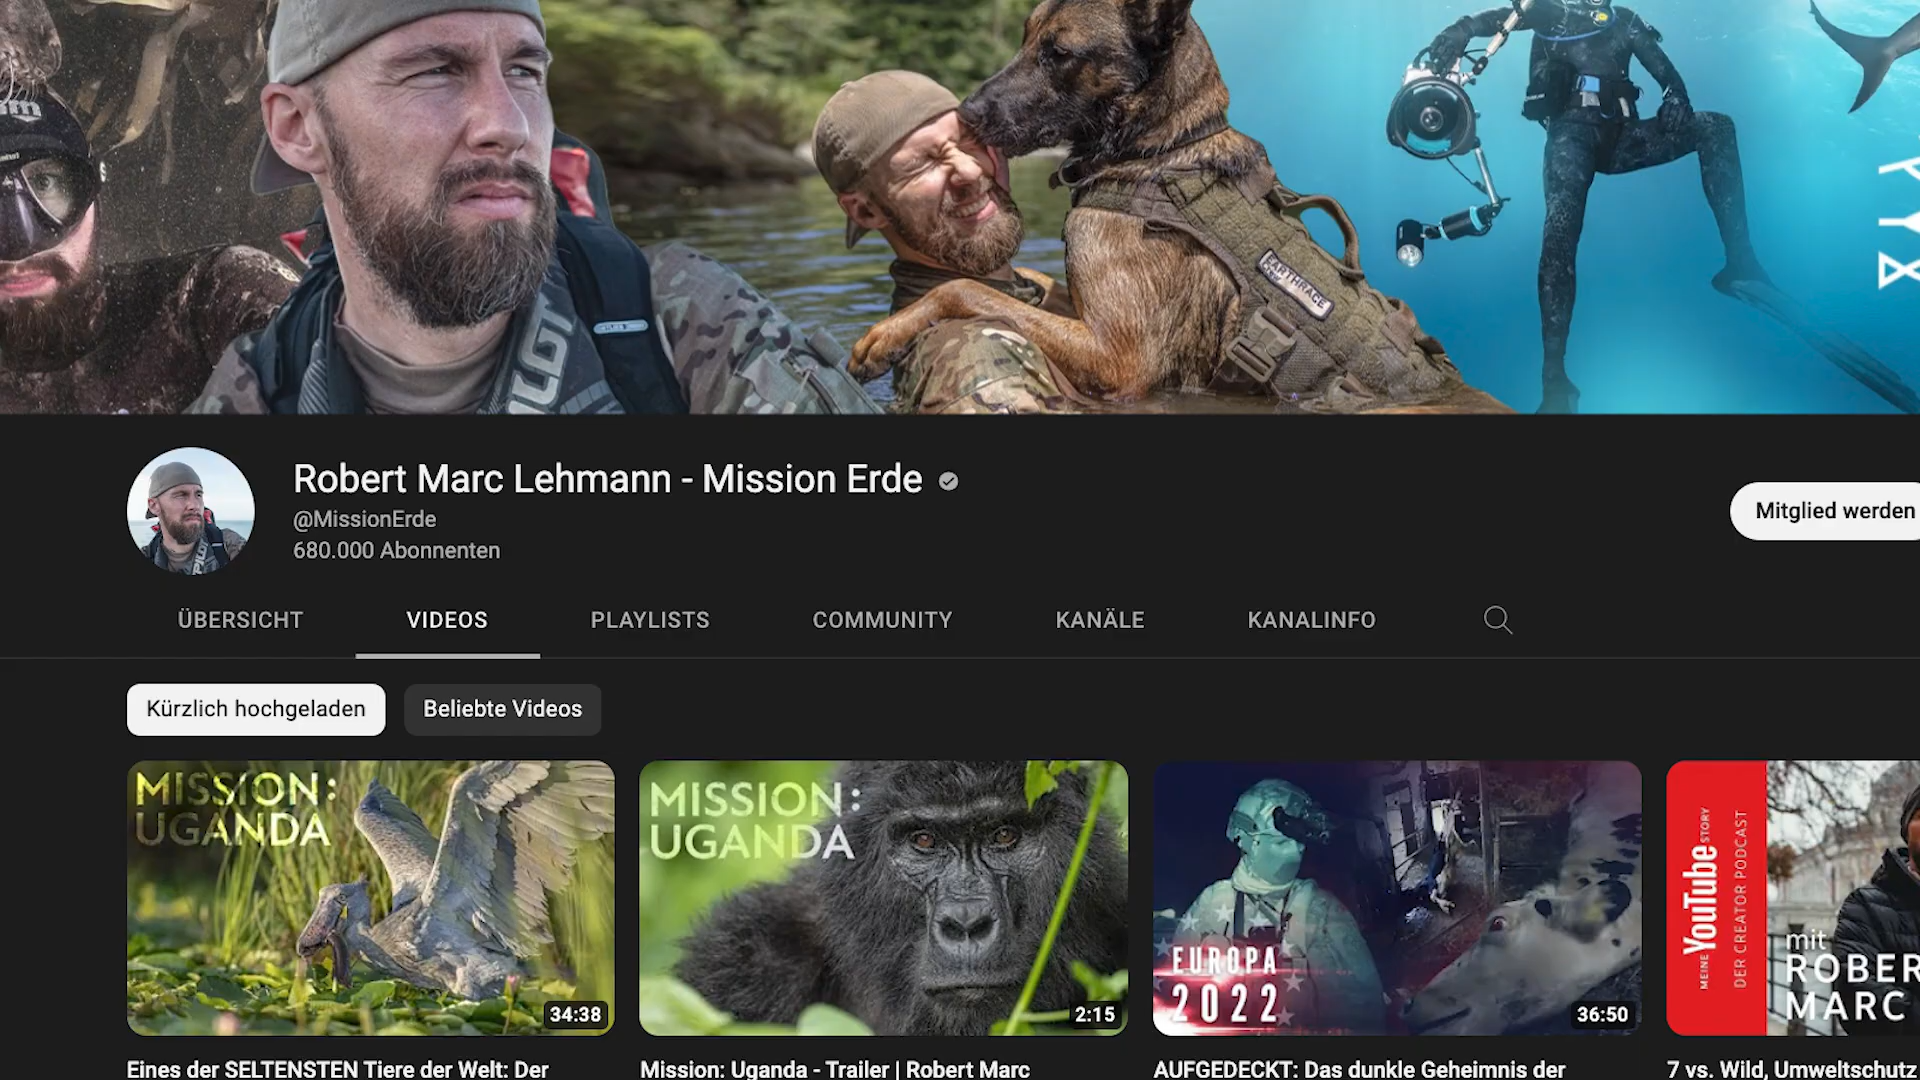 EARTHRACE
PILOT
Robert Marc Lehmann - Mission Erde
@MissionErde
680.000 Abonnenten
Mitglied werden
ÜBERSICHT
VIDEOS
PLAYLISTS
COMMUNITY
KANÄLE
KANALINFO
Kürzlich hochgeladen
Beliebte Videos
MISSION:
UGANDA
34:38
MISSION:
UGANDA
2:15
EUROPA
2022
36:50
MEINE YouTube STORY
DER CREATOR PODCAST
mit
ROBER
MARC
Eines der SELTENSTEN Tiere der Welt: Der
Mission: Uganda - Trailer | Robert Marc
AUFGEDECKT: Das dunkle Geheimnis der
7 vs. Wild, Umweltschutz